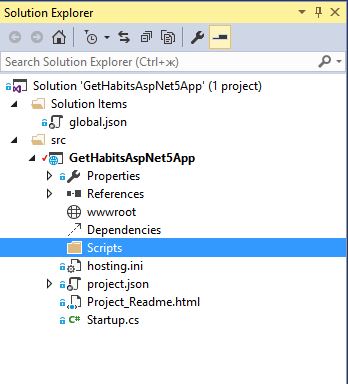 Solution Explorer
Search Solution Explorer (Ctrl+ж)
Solution 'GetHabitsAspNet5App' (1 project)
Solution Items
global.json
src
GetHabitsAspNet5App
Properties
References
wwwroot
Dependencies
Scripts
hosting.ini
project.json
Project_Readme.html
C# Startup.cs